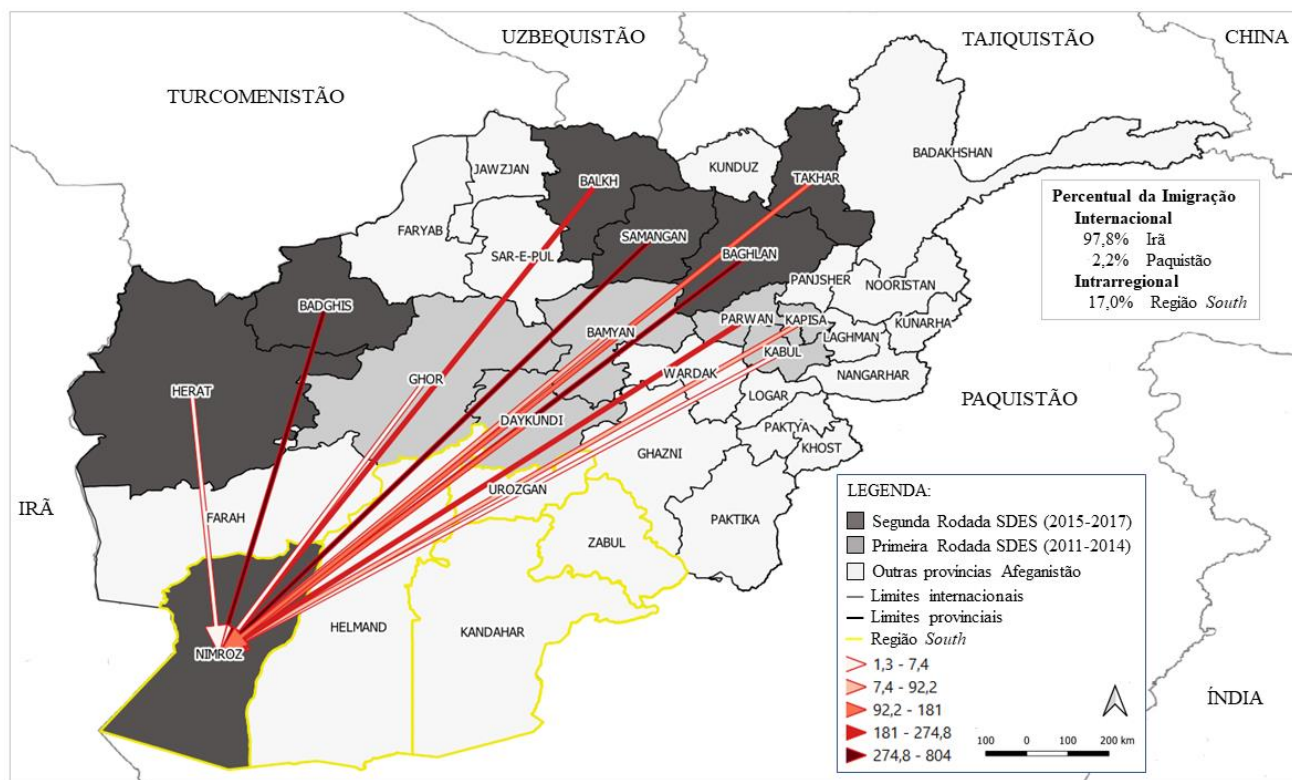 UZBEQUISTÃO
TAJIQUISTÃO
CHINA
TURCOMENISTÃO
BADAKHSHAN
JAWZJAN
KUNDUZ
BALKH
TAKHAR
Percentual da Imigração
Internacional
97,8% Irã
2,2% Paquistão
Intrarregional
17,0% Região South
FARYAB
SAMANGAN
SAR-E-PUL
BAGHLAN
PANJSHER
NOORISTAN
BADGHIS
BAMYAN
PARWAN
KAPISA
KUNARHA
LAGHMAN
KABUL
GHOR
WARDAK
NANGARHAR
HERAT
LOGAR
PAQUISTÃO
DAYKUNDI
PAKTYA
KHOST
GHAZNI
IRÃ
UROZGAN
FARAH
PAKTIKA
ZABUL
HELMAND
KANDAHAR
NIMROZ
LEGENDA:
Segunda Rodada SDES (2015-2017)
Primeira Rodada SDES (2011-2014)
Outras provincias Afeganistão
Limites internacionais
Limites provinciais
Região South
1,3 - 7,4
7,4 - 92,2
92,2 - 181
181 - 274,8
274,8 - 804
100 0 100 200 km
ÍNDIA